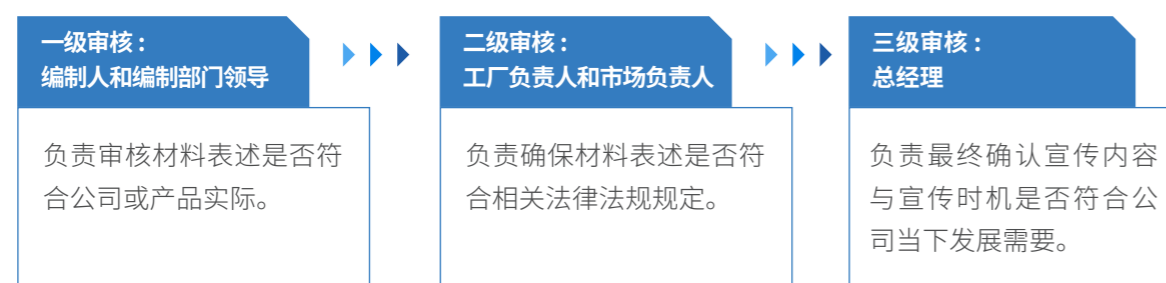 一级审核：
编制人和编制部门领导
负责审核材料表述是否符
合公司或产品实际。
二级审核：
工厂负责人和市场负责人
负责确保材料表述是否符
合相关法律法规规定。
三级审核：
总经理
负责最终确认宣传内容
与宣传时机是否符合公
司当下发展需要。